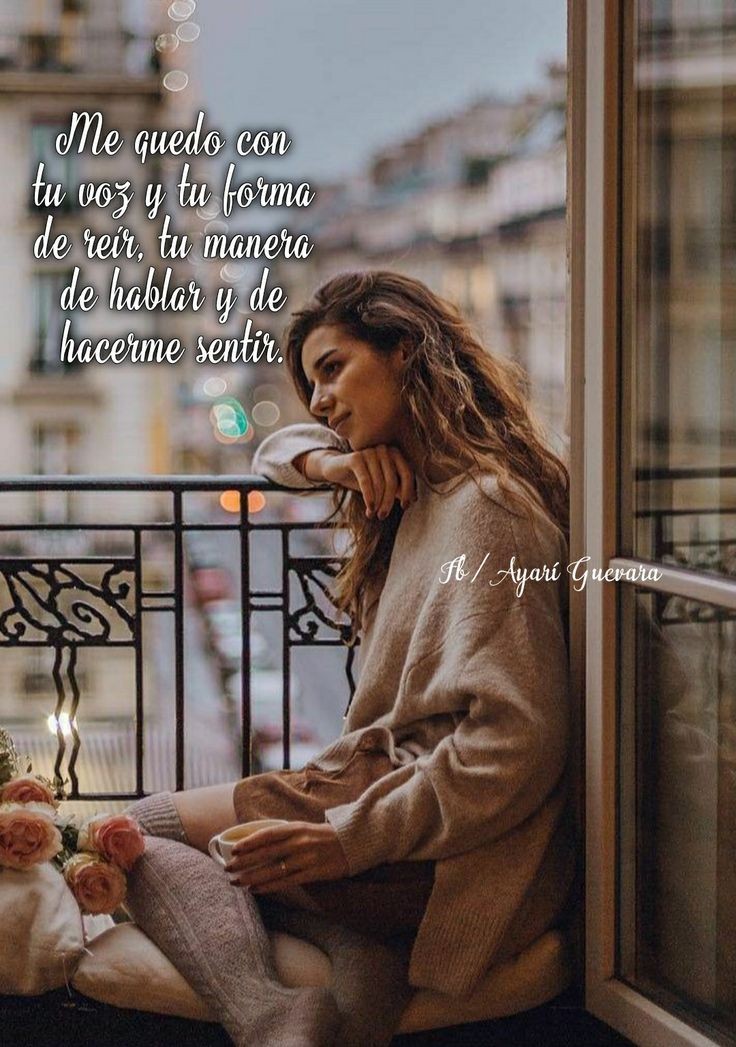 Me quedo con
tu voz y tu forma
de reír, tu manera
de hablar y de
hacerme sentir.
Fb/ Ayarí Guevara